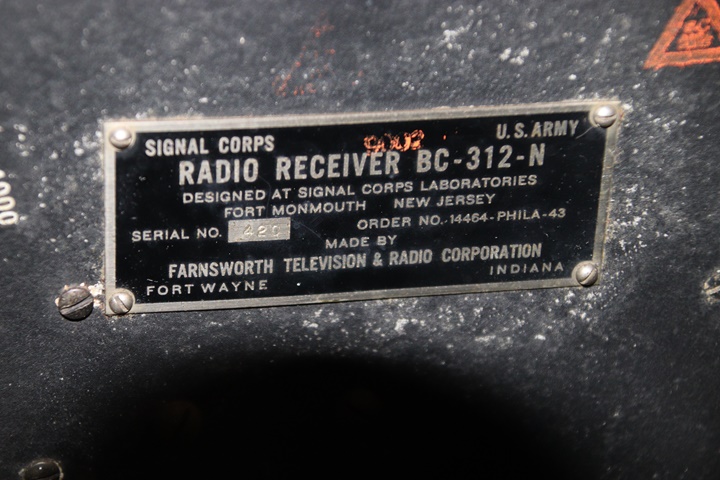 SIGNAL CORPS U.S. ARMY
RADIO RECEIVER BC-312-N
DESIGNED AT SIGNAL CORPS LABORATORIES
FORT MONMOUTH NEW JERSEY
SERIAL NO. ORDER NO.-14464-PHILA-43
MADE BY
FARNSWORTH TELEVISION & RADIO CORPORATION
FORT WAYNE INDIANA